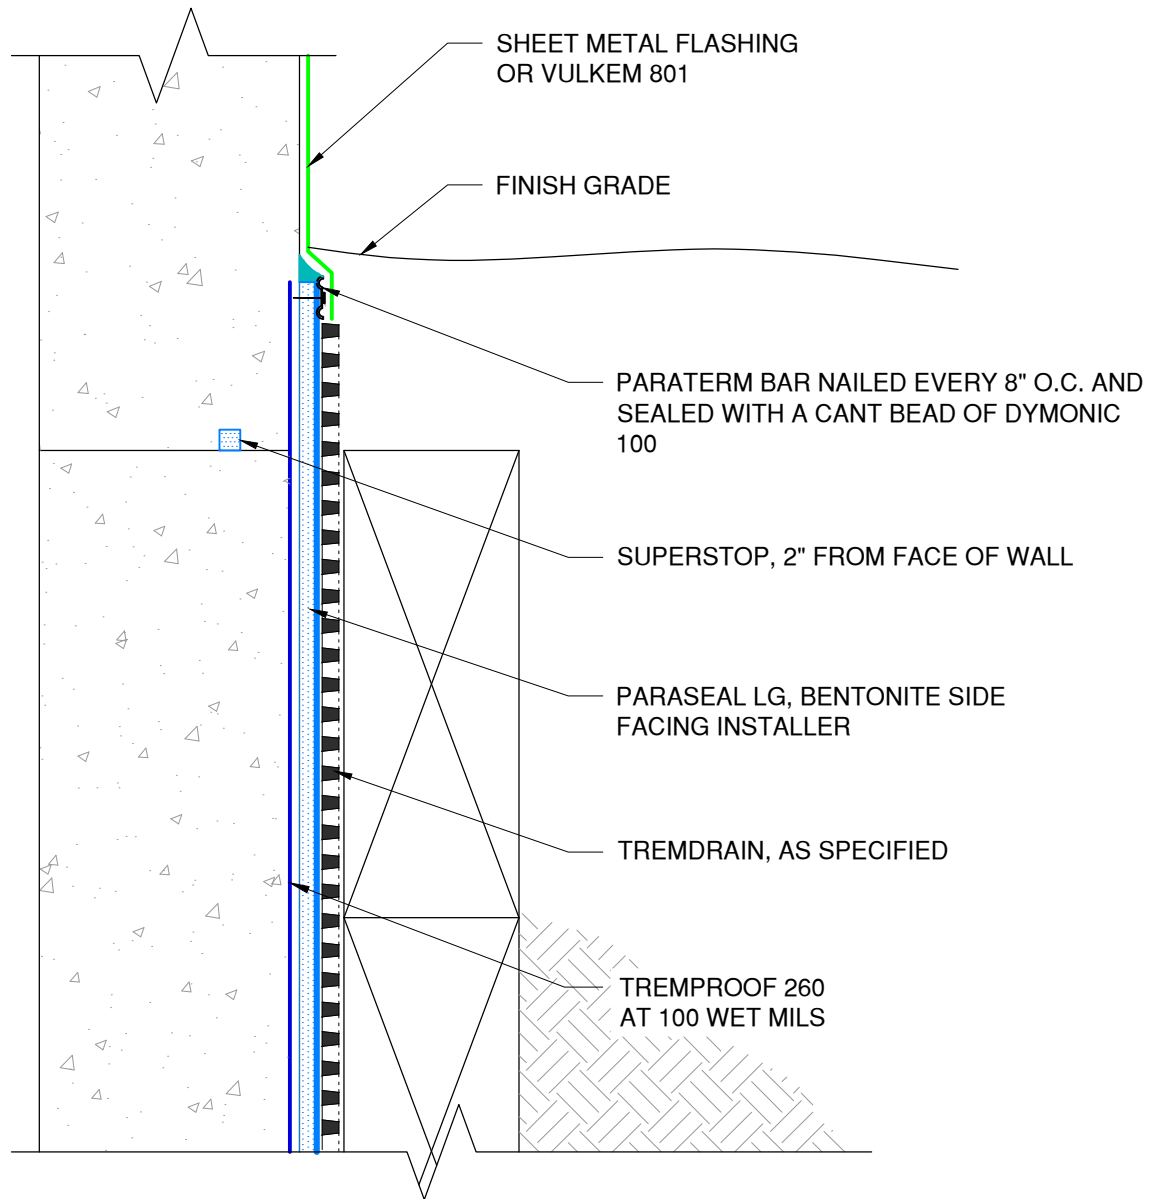 SHEET METAL FLASHING
OR VULKEM 801
FINISH GRADE
PARATERM BAR NAILED EVERY 8" O.C. AND
SEALED WITH A CANT BEAD OF DYMONIC
100
SUPERSTOP, 2" FROM FACE OF WALL
PARASEAL LG, BENTONITE SIDE
FACING INSTALLER
TREMDRAIN, AS SPECIFIED
TREMPROOF 260
AT 100 WET MILS